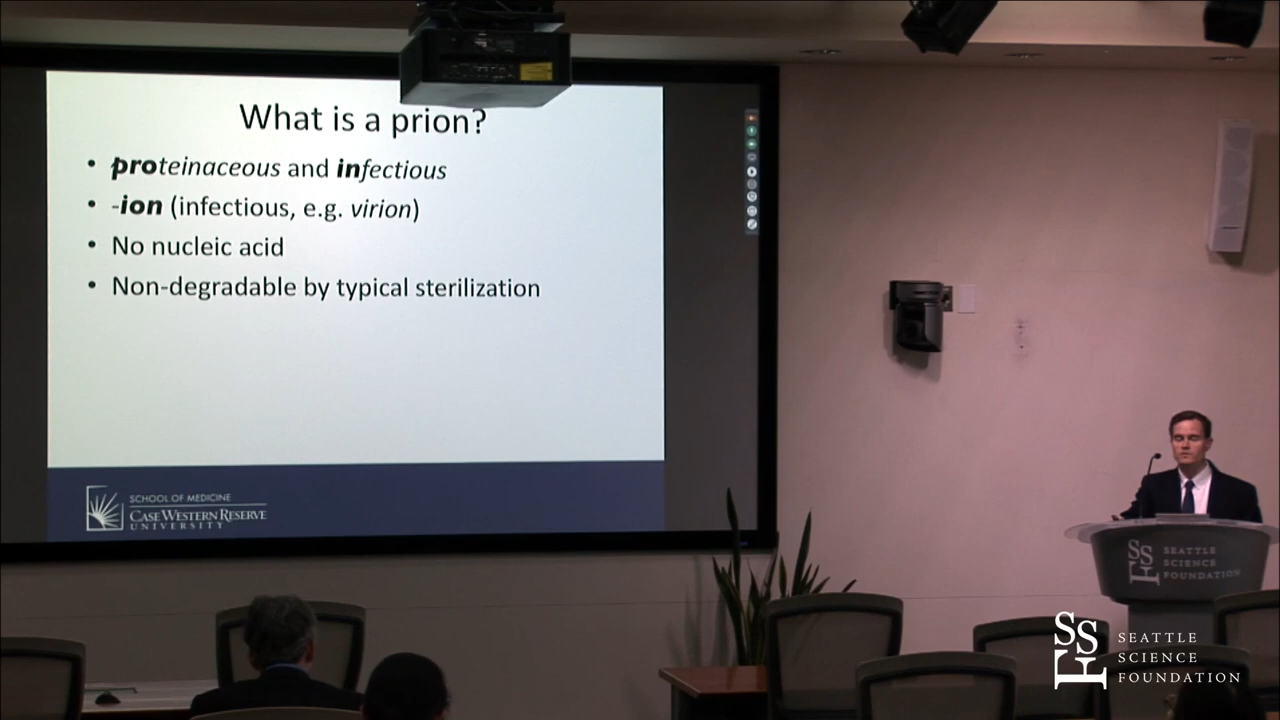 What is a prion?
• proteinaceous and infectious
• -ion (infectious, e.g. virion)
• No nucleic acid
• Non-degradable by typical sterilization
SCHOOL OF MEDICINE
CASE WESTERN RESERVE
UNIVERSITY
SSF
SEATTLE
SCIENCE
FOUNDATION
SSF
SEATTLE
SCIENCE
FOUNDATION